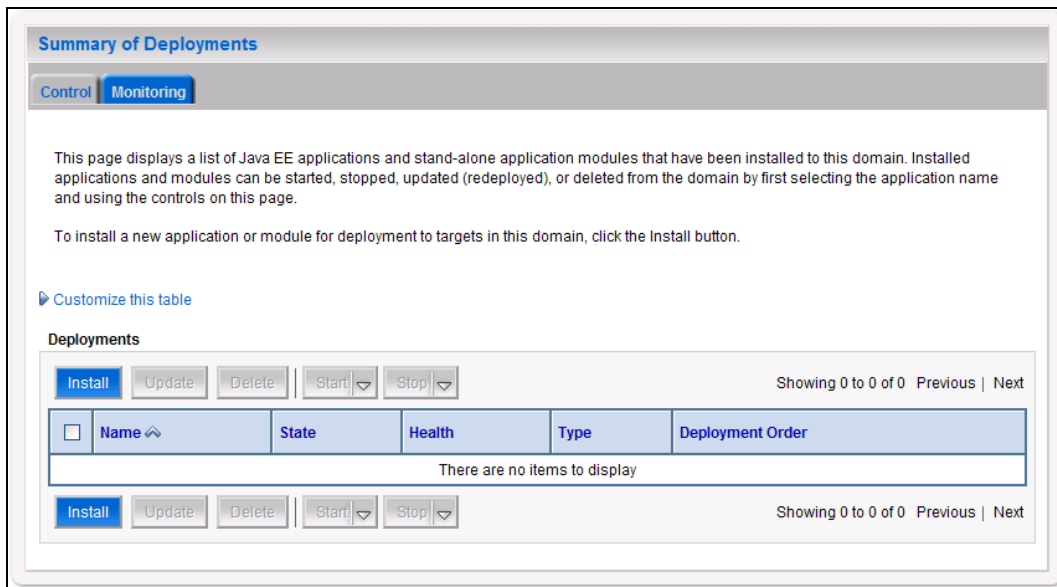 Summary of Deployments
Control Monitoring
This page displays a list of Java EE applications and stand-alone application modules that have been installed to this domain. Installed
applications and modules can be started, stopped, updated (redeployed), or deleted from the domain by first selecting the application name
and using the controls on this page.
To install a new application or module for deployment to targets in this domain, click the Install button.
Customize this table
Deployments
Install Update Delete Start Stop Showing 0 to 0 of 0 Previous | Next
Name State Health Type Deployment Order
There are no items to display
Install Update Delete Start Stop Showing 0 to 0 of 0 Previous | Next